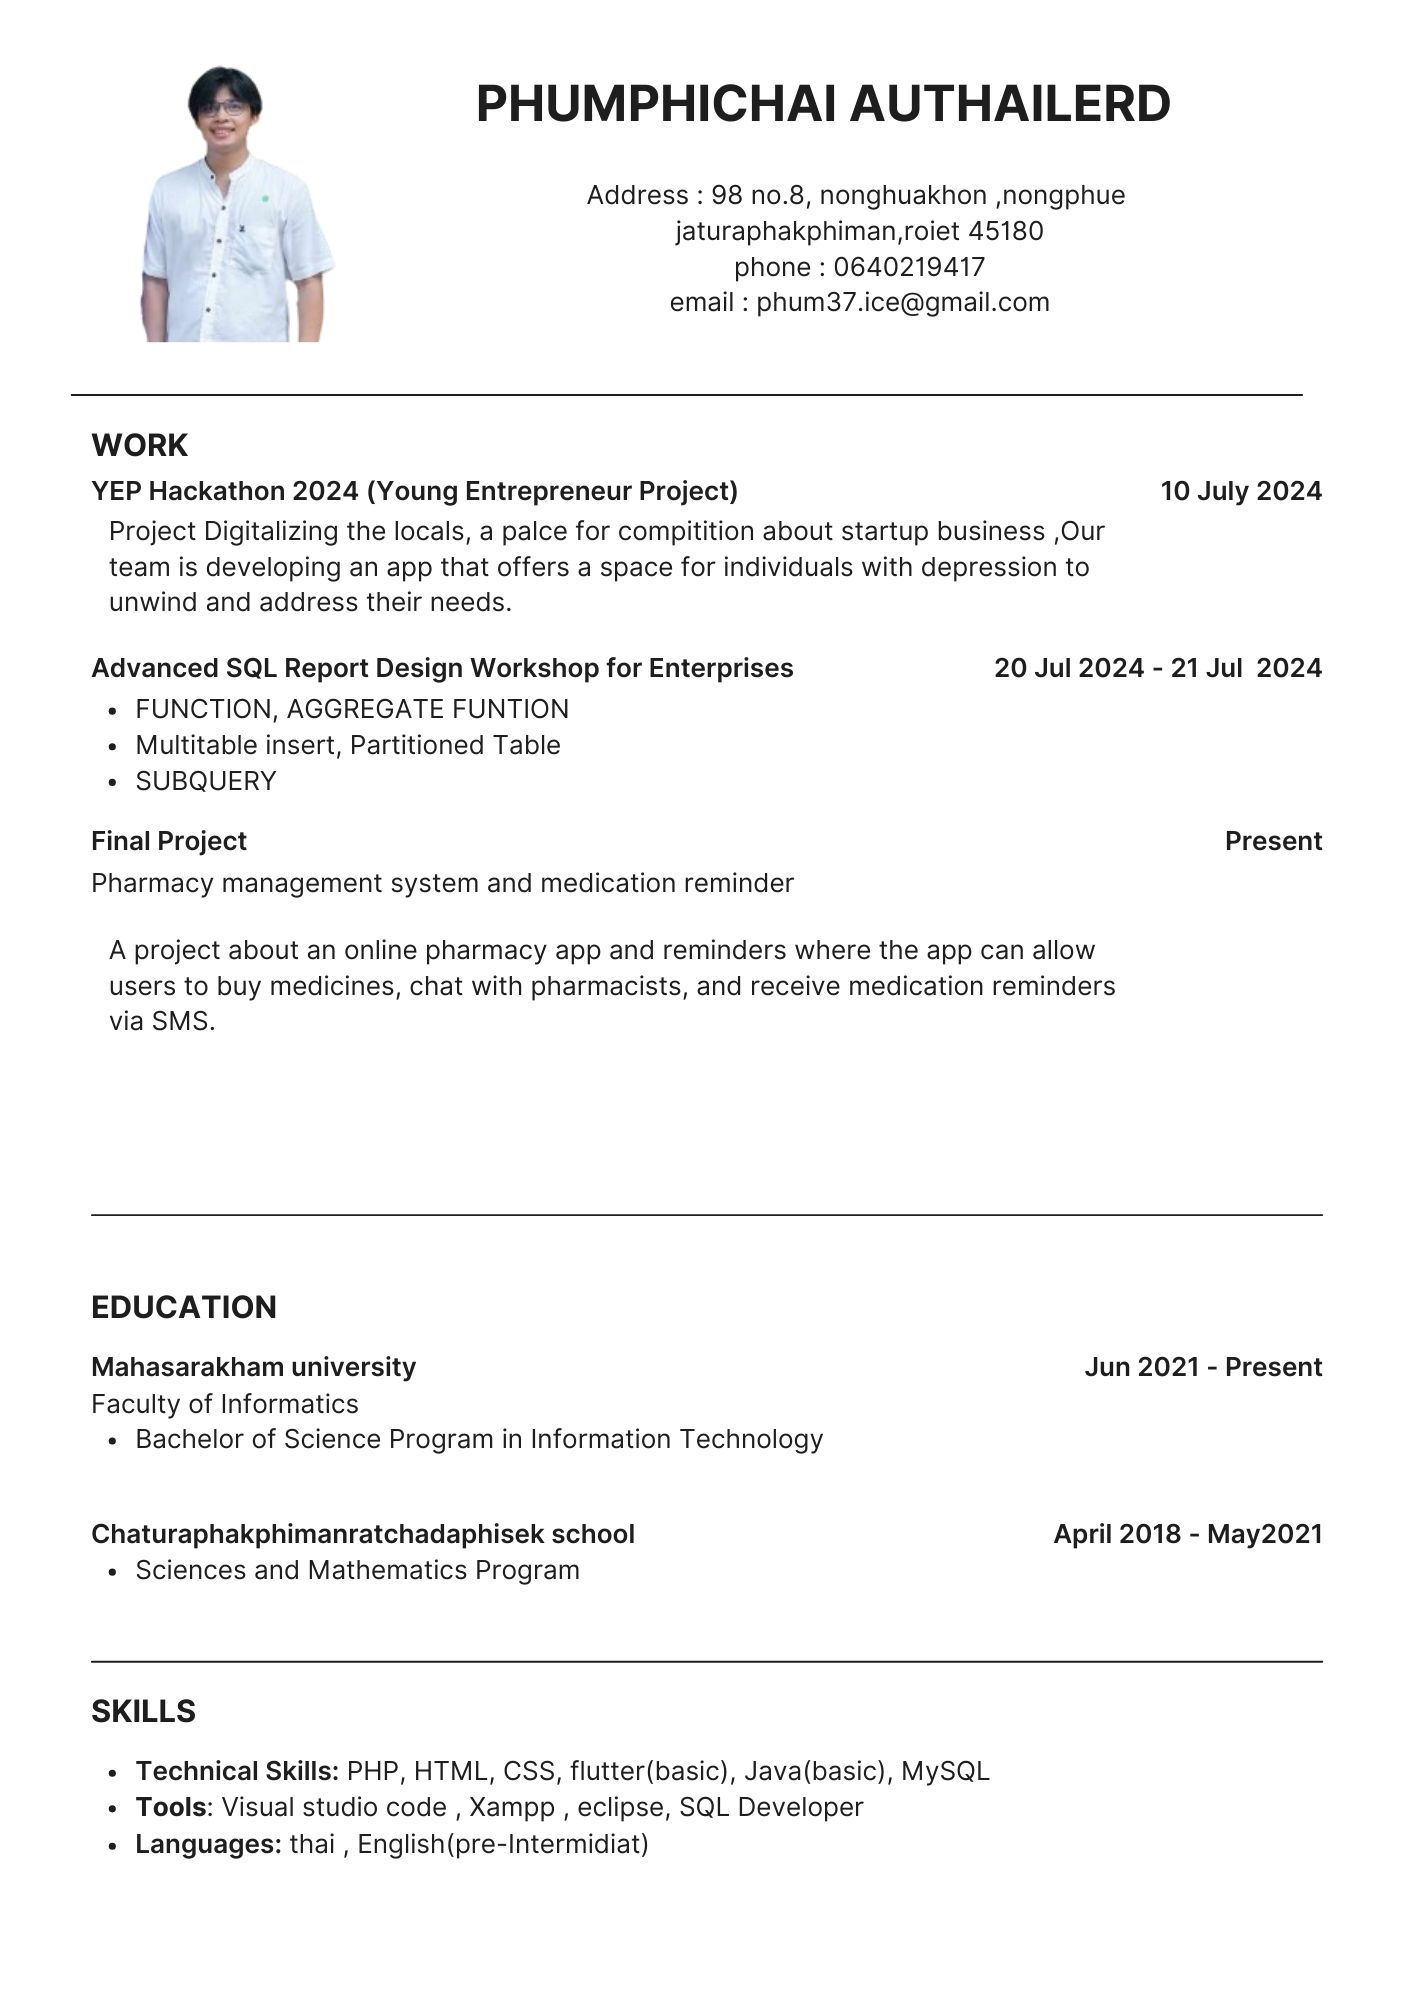 PHUMPHICHAI AUTHAILERD
Address : 98 no.8, nonghuakhon ,nongphue
jaturaphakphiman,roiet 45180
phone : 0640219417
email : phum37.ice@gmail.com
WORK
YEP Hackathon 2024 (Young Entrepreneur Project) 10 July 2024
Project Digitalizing the locals, a palce for compitition about startup business ,Our
team is developing an app that offers a space for individuals with depression to
unwind and address their needs.
Advanced SQL Report Design Workshop for Enterprises 20 Jul 2024 - 21 Jul 2024
• FUNCTION, AGGREGATE FUNTION
• Multitable insert, Partitioned Table
• SUBQUERY
Final Project Present
Pharmacy management system and medication reminder
A project about an online pharmacy app and reminders where the app can allow
users to buy medicines, chat with pharmacists, and receive medication reminders
via SMS.
EDUCATION
Mahasarakham university Jun 2021 - Present
Faculty of Informatics
• Bachelor of Science Program in Information Technology
Chaturaphakphimanratchadaphisek school April 2018 - May2021
• Sciences and Mathematics Program
SKILLS
• Technical Skills: PHP, HTML, CSS, flutter(basic), Java(basic), MySQL
• Tools: Visual studio code , Xampp , eclipse, SQL Developer
• Languages: thai , English(pre-Intermidiat)